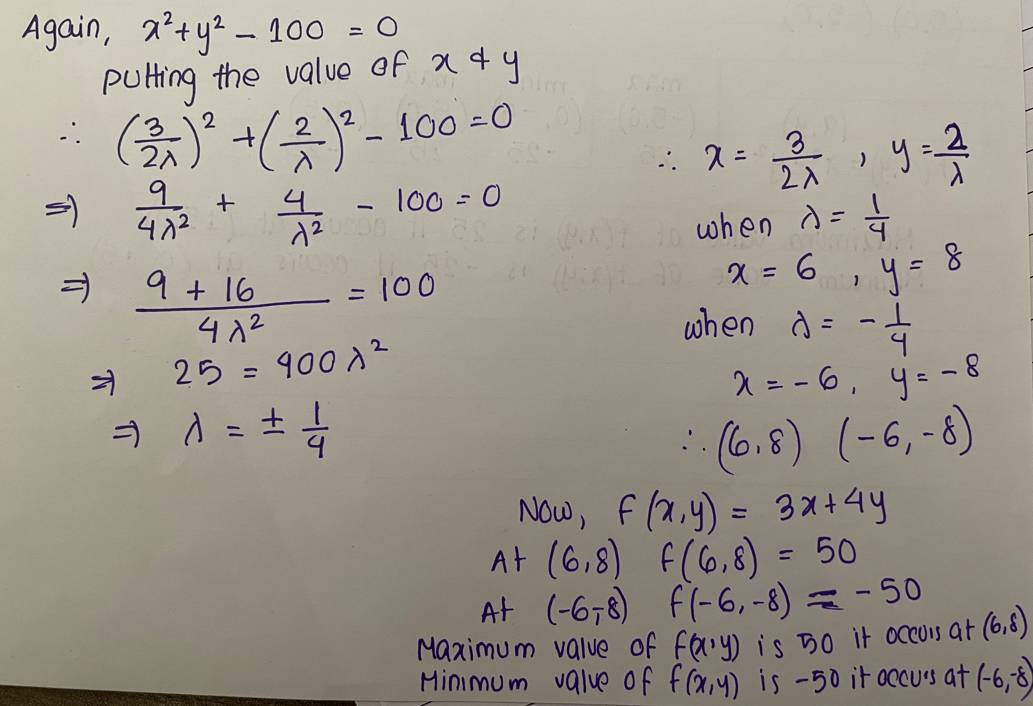 Again, x² + y² - 100 = 0
putting the value of x & y
∴ (3/2λ)² + (2/λ)² - 100 = 0
⇒ 9/4λ² + 4/λ² - 100 = 0
⇒ 9 + 16/4λ² = 100
⇒ 25 = 400 λ²
⇒ λ = ± 1/4
∴ x = 3/2λ , y = 2/λ
when λ = 1/4
x = 6 , y = 8
when λ = - 1/4
x = - 6 , y = - 8
∴ (6,8) (-6,-8)
Now, f(x,y) = 3x+4y
At (6,8) f(6,8) = 50
At (-6,-8) f(-6,-8) = - 50
Maximum value of f(x,y) is 50 it occurs at (6,8)
Minimum value of f(x,y) is -50 it occurs at (-6,-8)